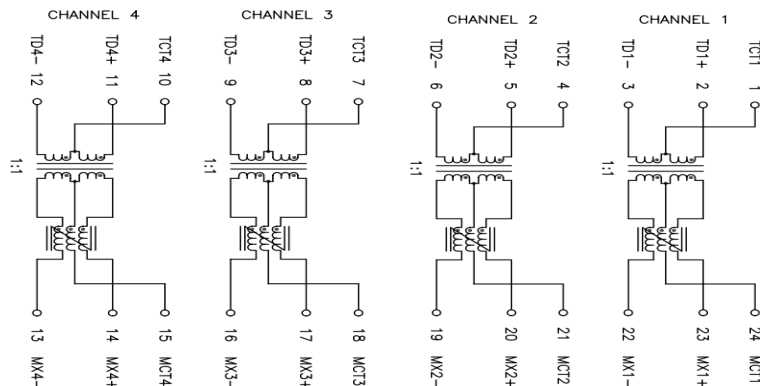 CHANNEL 4
CHANNEL 3
CHANNEL 2
CHANNEL 1
TD4- 12
TD4+ 11
TCT4 10
TD3- 9
TD3+ 8
TCT3 7
TD2- 6
TD2+ 5
TCT2 4
TD1- 3
TD1+ 2
TCT1 1
1:1
1:1
1:1
1:1
13 MX4-
14 MX4+
15 MCT4
16 MX3-
17 MX3+
18 MCT3
19 MX2-
20 MX2+
21 MCT2
22 MX1-
23 MX1+
24 MCT1